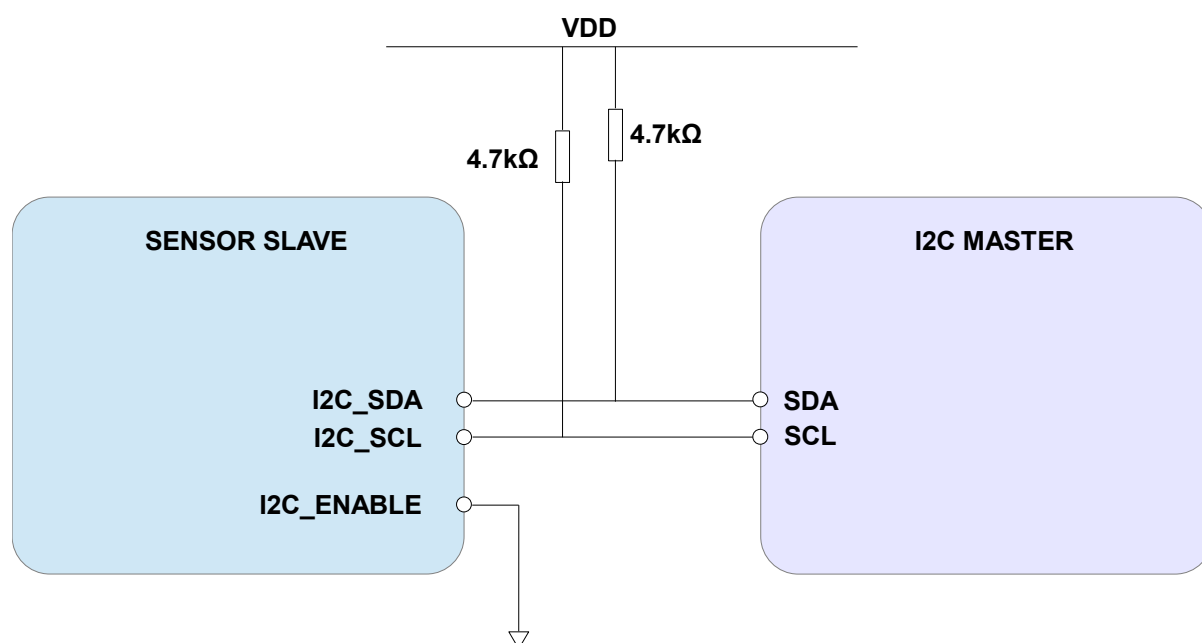 VDD
4.7kΩ
4.7kΩ
SENSOR SLAVE
I2C MASTER
I2C_SDA
SDA
I2C_SCL
SCL
I2C_ENABLE